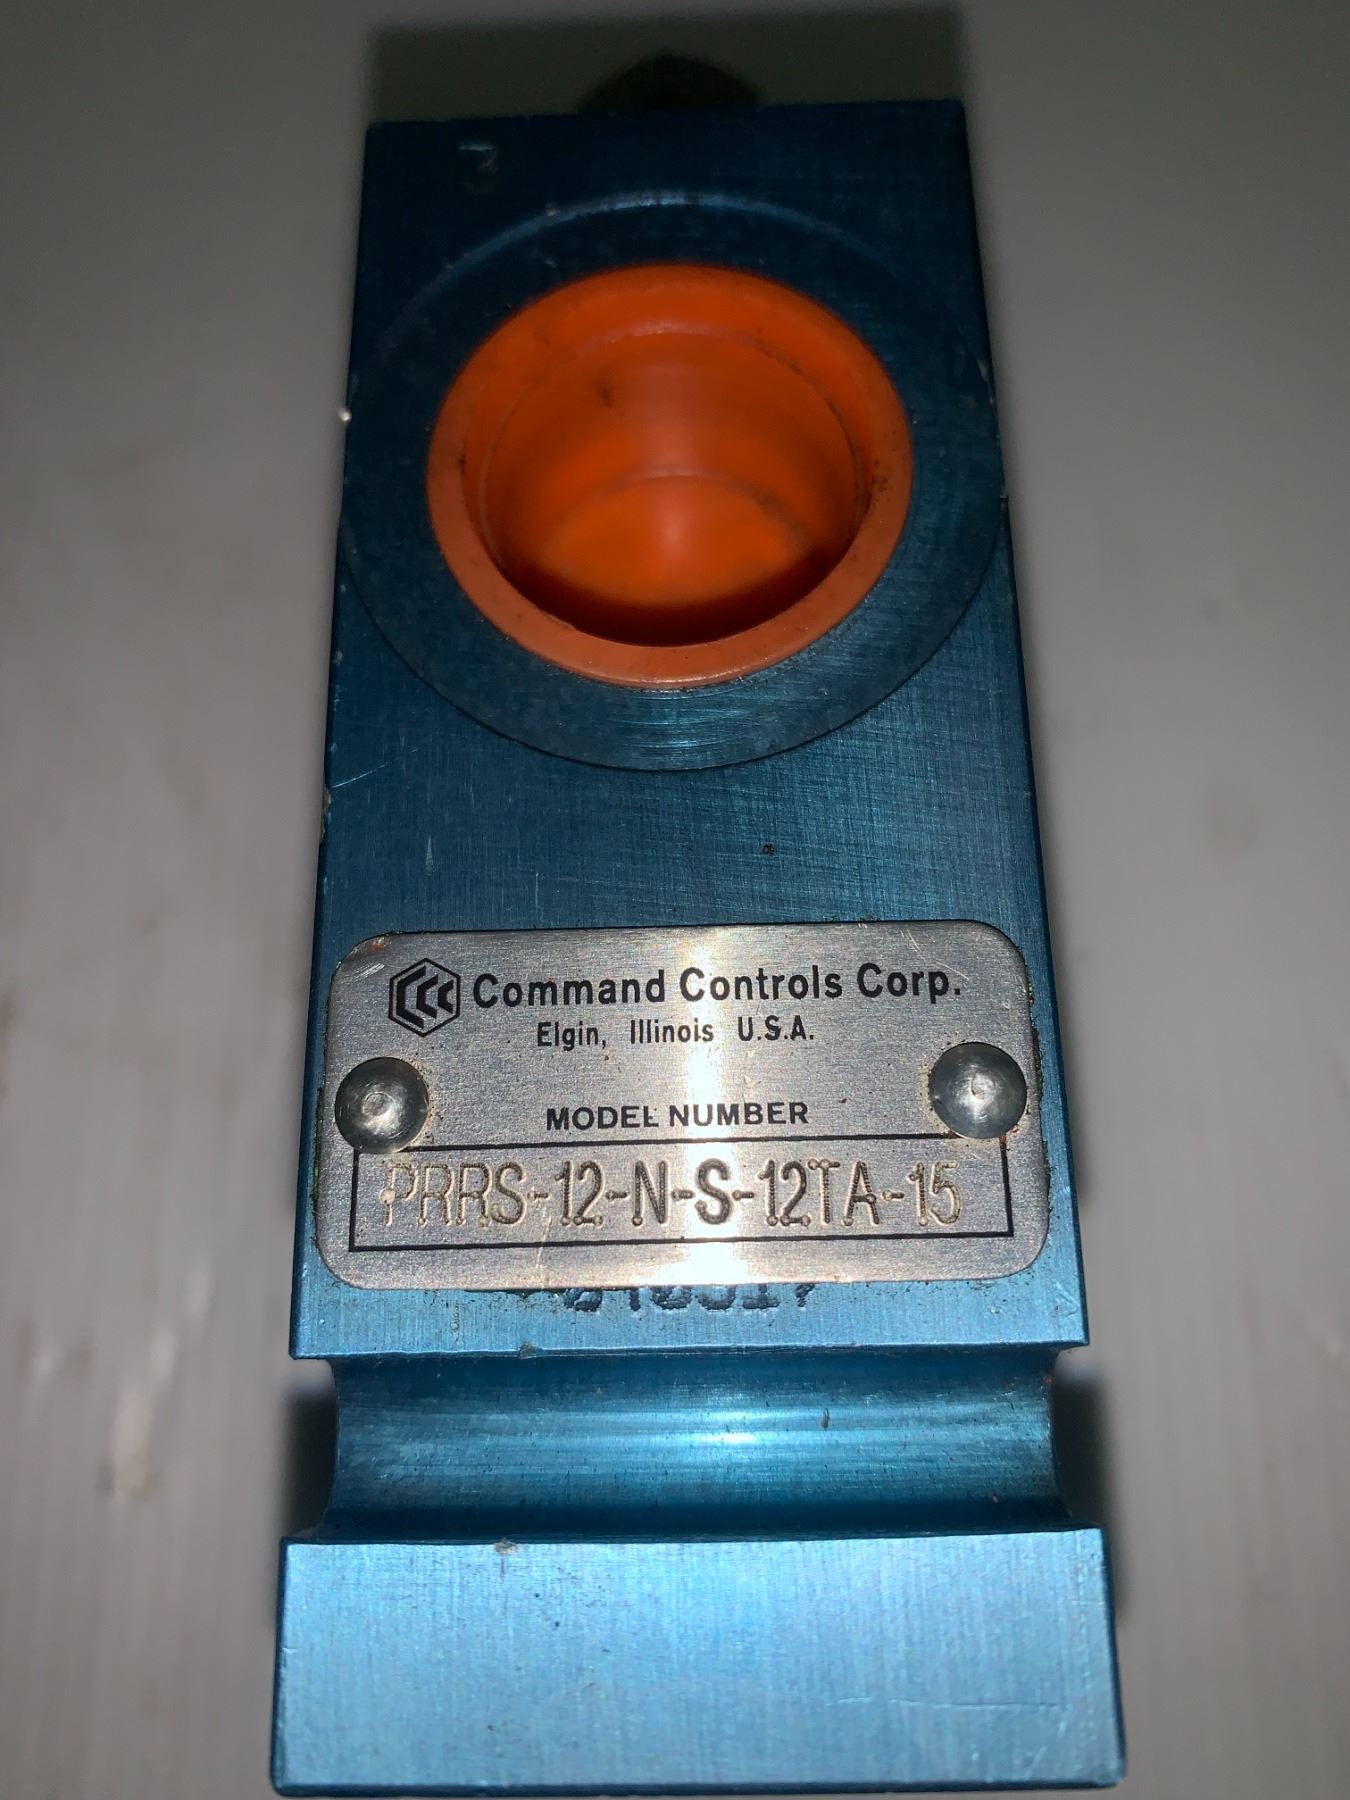 Command Controls Corp.
Elgin, Illinois U.S.A.
MODEL NUMBER
PRRS-12-N-S-12TA-15